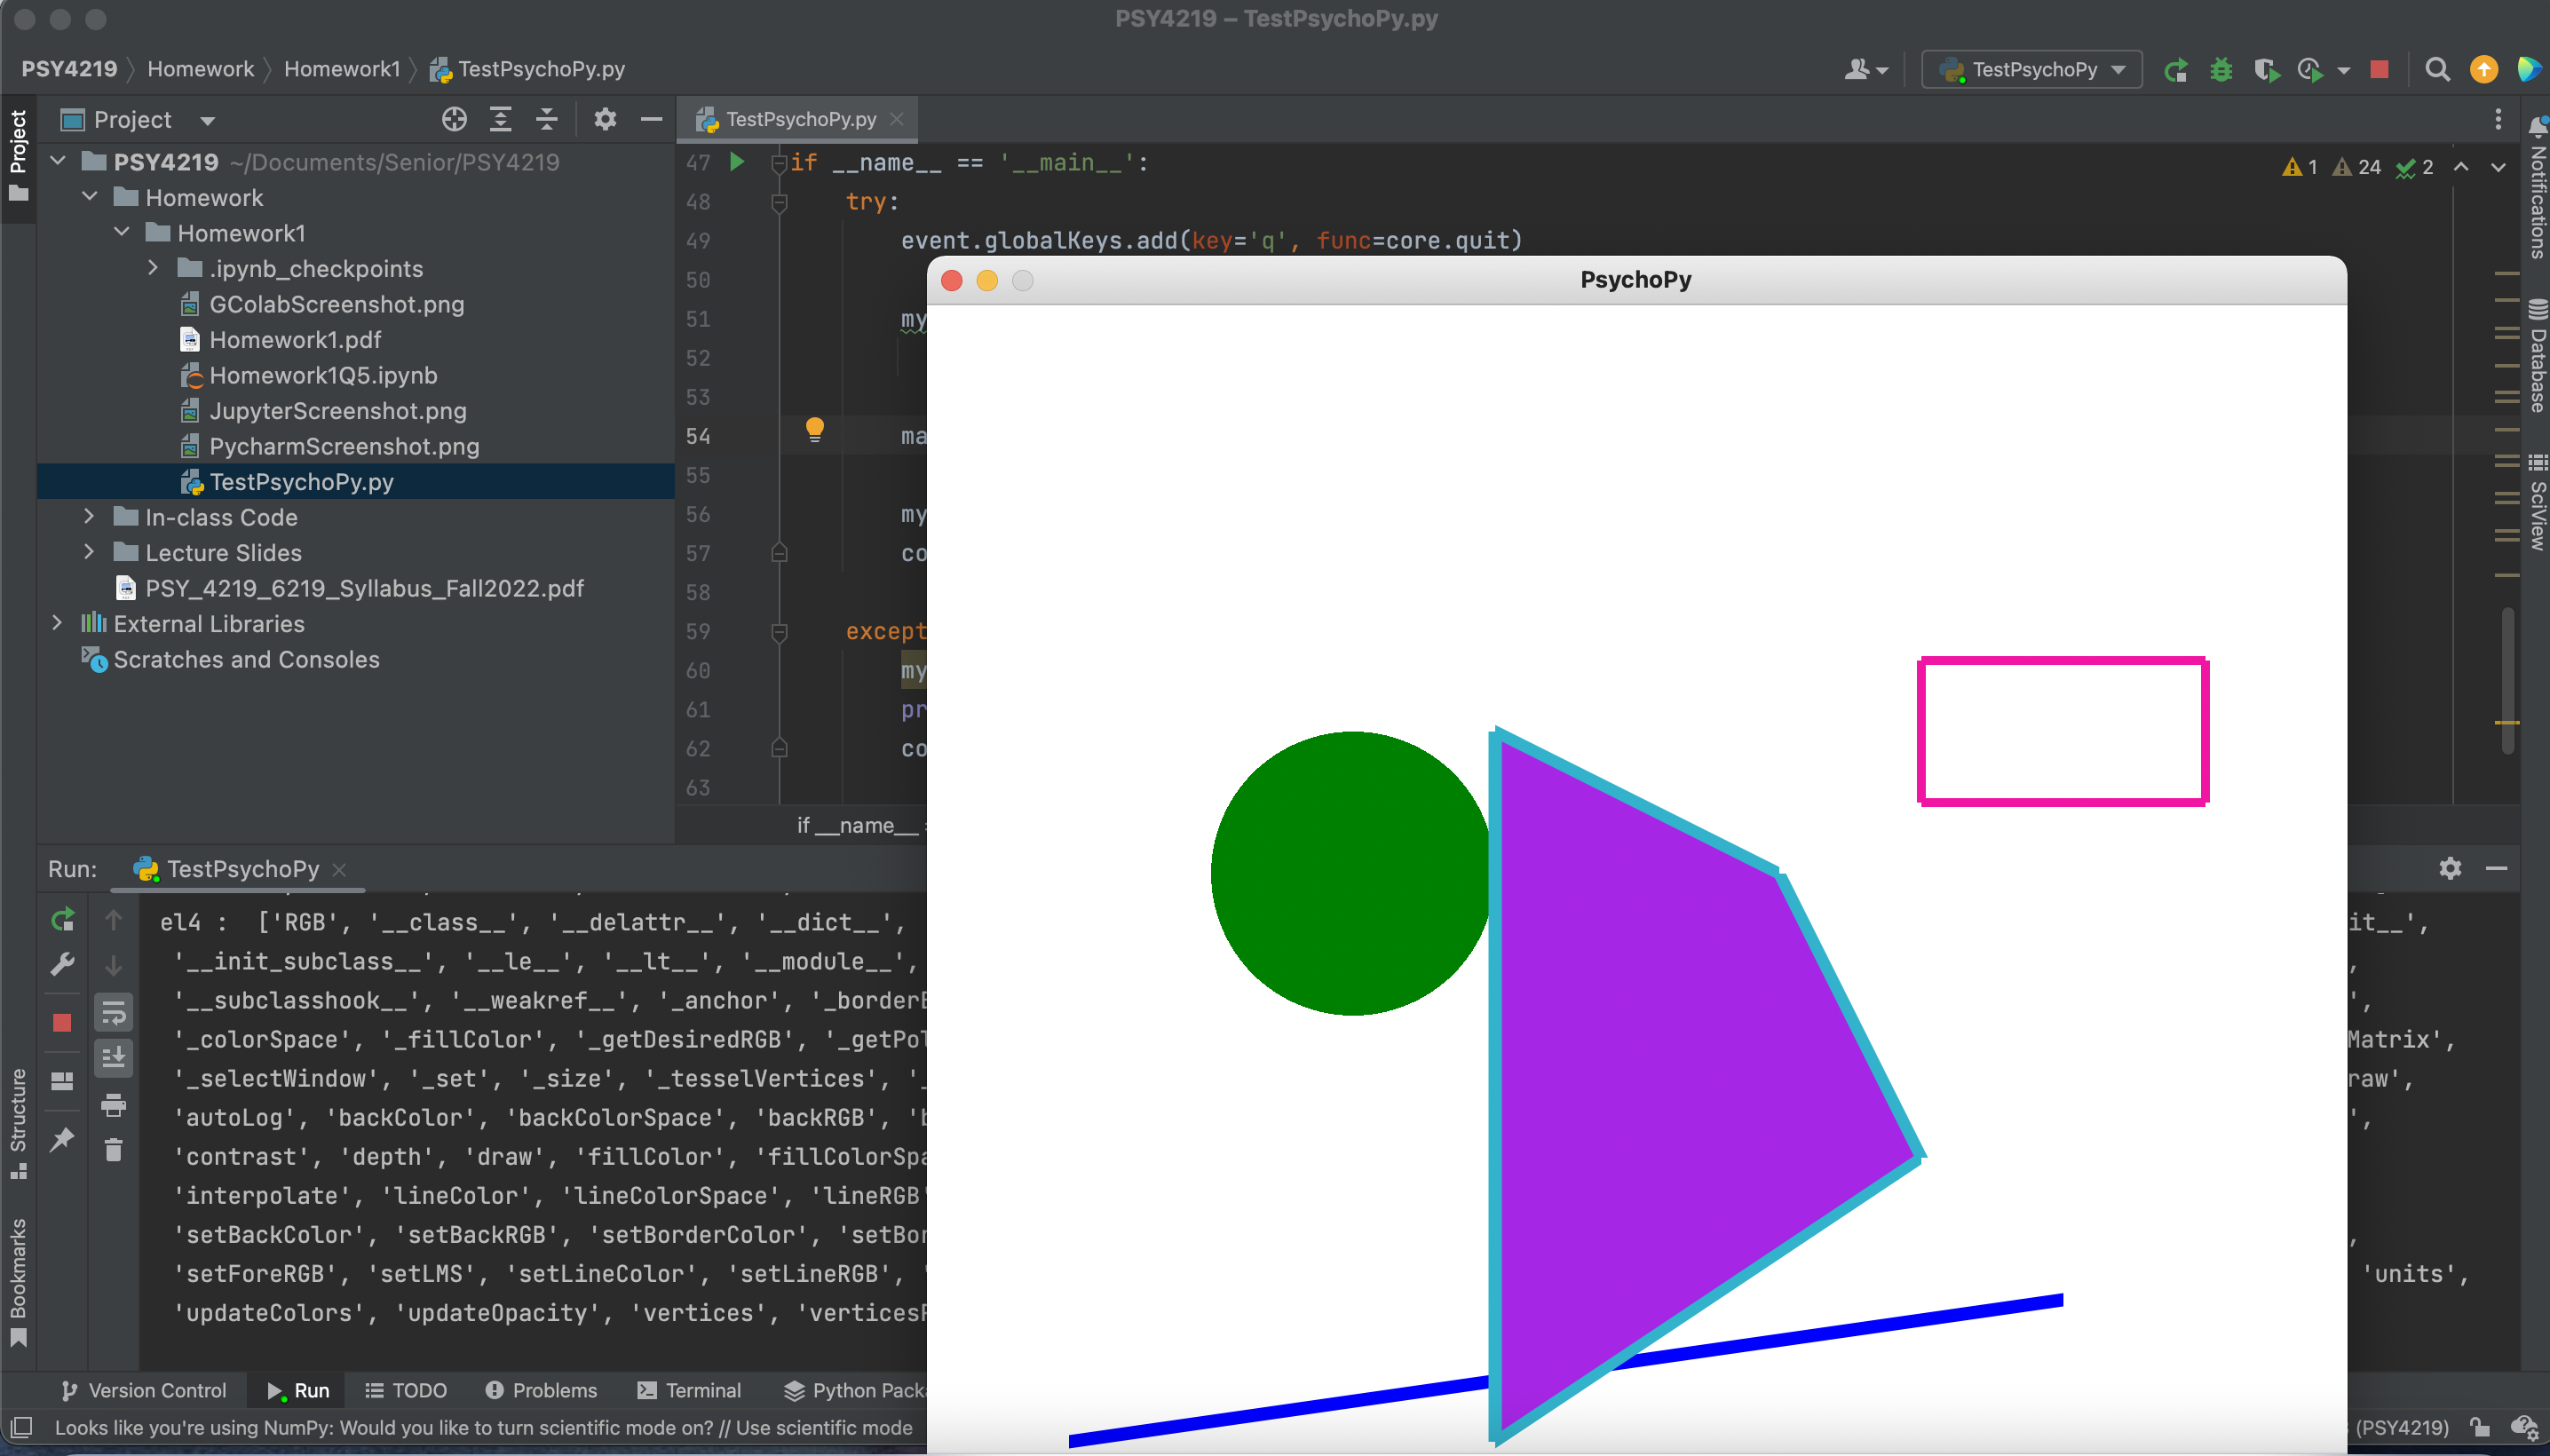 PSY4219 – TestPsychoPy.py
PSY4219 Homework Homework1 TestPsychoPy.py
TestPsychoPy
Project
Project
TestPsychoPy.py
PSY4219 ~/Documents/Senior/PSY4219
Homework
Homework1
.ipynb_checkpoints
GColabScreenshot.png
Homework1.pdf
Homework1Q5.ipynb
JupyterScreenshot.png
PycharmScreenshot.png
TestPsychoPy.py
In-class Code
Lecture Slides
PSY_4219_6219_Syllabus_Fall2022.pdf
External Libraries
Scratches and Consoles
47 if __name__ == '__main__':
1 24 2
48 try:
49 event.globalKeys.add(key='q', func=core.quit)
50
51 my
52
53
54 ma
55
56 my
57 co
58
59 except
60 my
61 pr
62 co
63
if __name__
PsychoPy
Notifications
Database
SciView
Run: TestPsychoPy
el4 : ['RGB', '__class__', '__delattr__', '__dict__', it__',
'__init_subclass__', '__le__', '__lt__', '__module__', ,
'__subclasshook__', '__weakref__', '_anchor', '_border ',
'_colorSpace', '_fillColor', '_getDesiredRGB', '_getPol Matrix',
'_selectWindow', '_set', '_size', '_tesselVertices', '_ raw',
'autoLog', 'backColor', 'backColorSpace', 'backRGB', ' ',
'contrast', 'depth', 'draw', 'fillColor', 'fillColorSpa
'interpolate', 'lineColor', 'lineColorSpace', 'lineRGB'
'setBackColor', 'setBackRGB', 'setBorderColor', 'setBor ,
'setForeRGB', 'setLMS', 'setLineColor', 'setLineRGB', ' 'units',
'updateColors', 'updateOpacity', 'vertices', 'vertices
Structure
Bookmarks
Version Control Run TODO Problems Terminal Python Packa
Looks like you're using NumPy: Would you like to turn scientific mode on? // Use scientific mode (PSY4219)